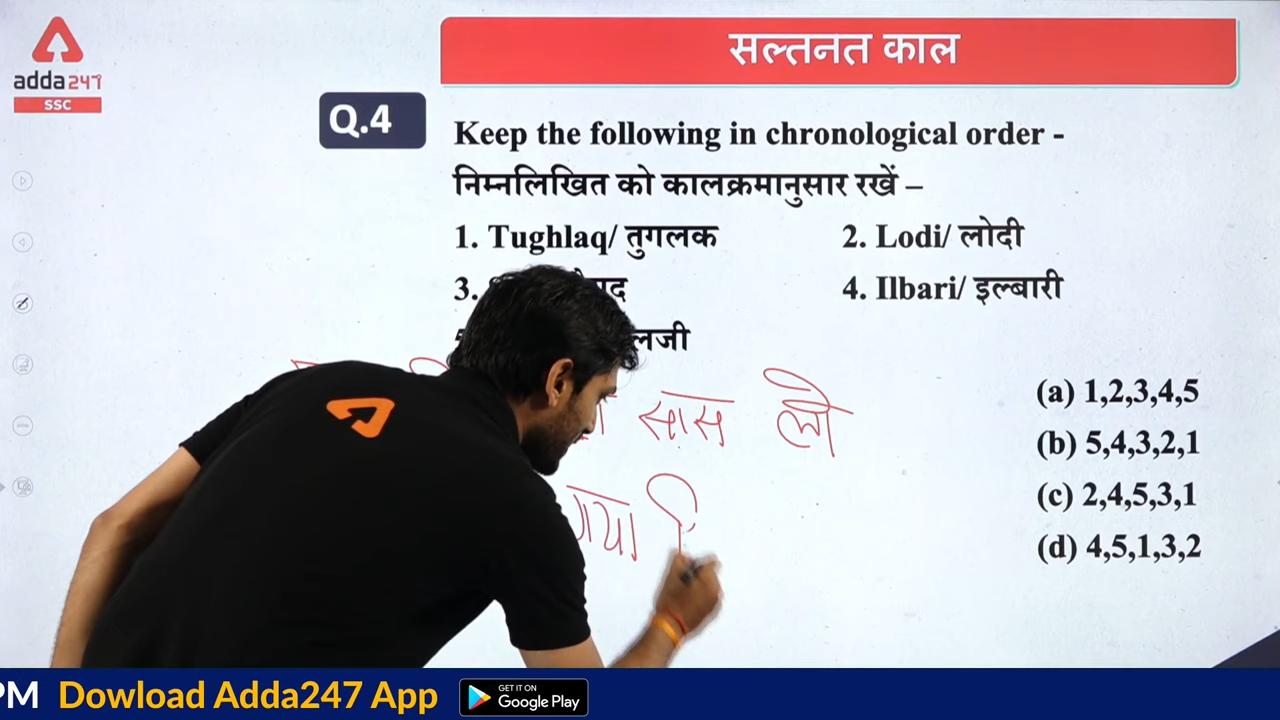 सल्तनत काल
adda247
SSC
Q.4
Keep the following in chronological order -
निम्नलिखित को कालक्रमानुसार रखें –
1. Tughlaq/ तुगलक
2. Lodi/ लोदी
3.
4. Ilbari/ इल्बारी
सास लो
गया
(a) 1,2,3,4,5
(b) 5,4,3,2,1
(c) 2,4,5,3,1
(d) 4,5,1,3,2
PM Dowload Adda247 App
GET IT ON
Google Play